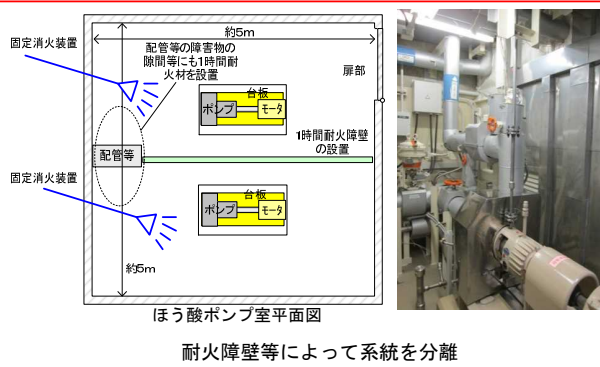 固定消火装置
配管等の障害物の
隙間等にも1時間耐
火材を設置
約5m
扉部
台板
ポンプ
モータ
1時間耐火障壁
の設置
配管等
固定消火装置
台板
ポンプ
モータ
約5m
ほう酸ポンプ室平面図
耐火障壁等によって系統を分離